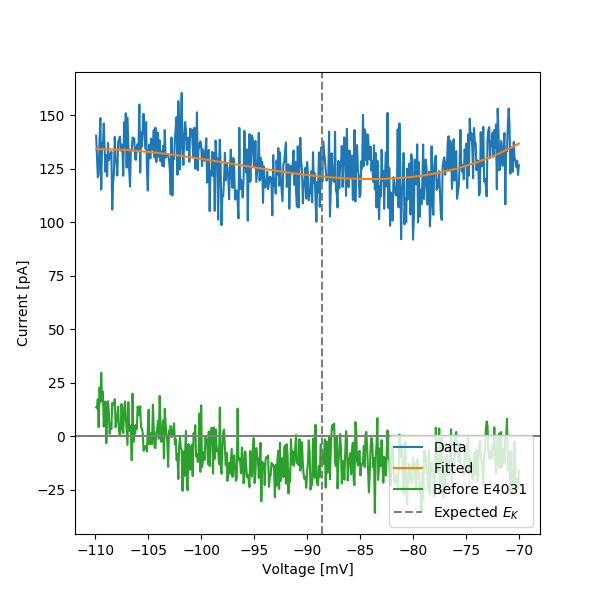 Current [pA]
150
125
100
75
50
25
0
−25
Data
Fitted
Before E4031
Expected E_K
−110 −105 −100 −95 −90 −85 −80 −75 −70
Voltage [mV]